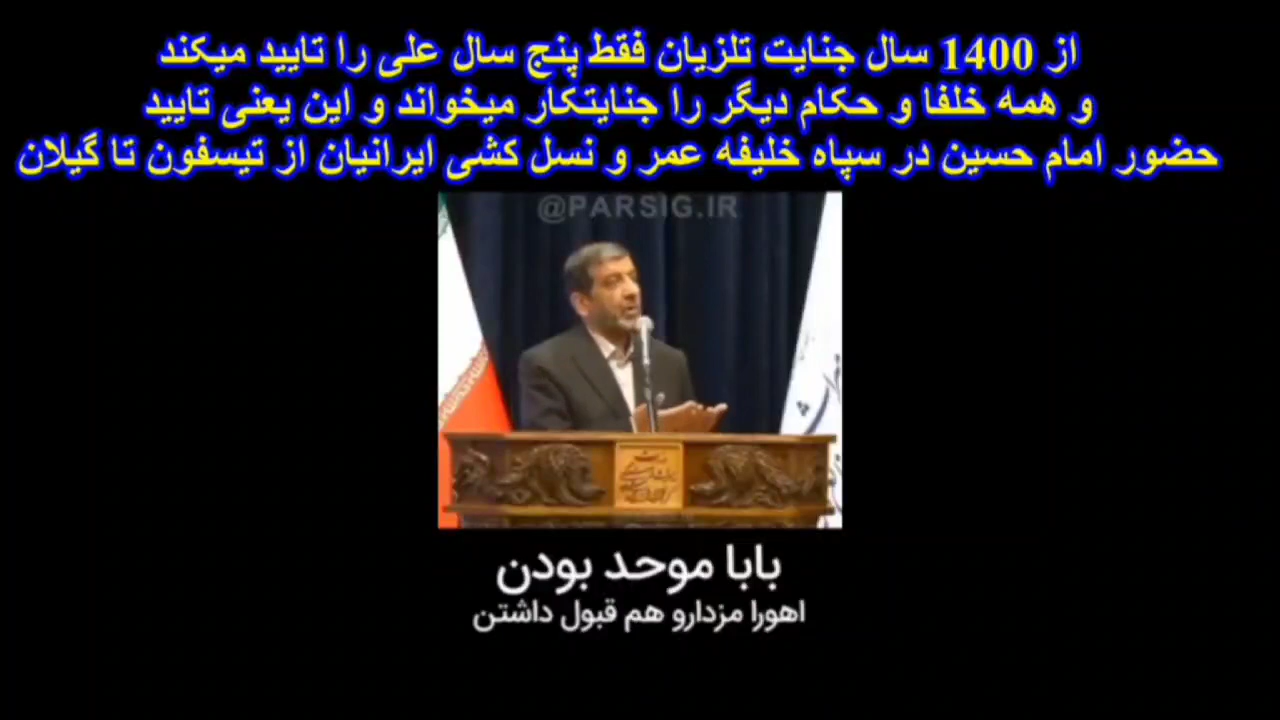 از 1400 سال جنایت تلزیان فقط پنج سال علی را تایید میکند
و همه خلفا و حکام دیگر را جنایتکار میخواند و این یعنی تایید
حضور امام حسین در سپاه خلیفه عمر و نسل کشی ایرانیان از تیسفون تا گیلان
@PARSIG.IR
بابا موحد بودن
اهورا مزدارو هم قبول داشتن